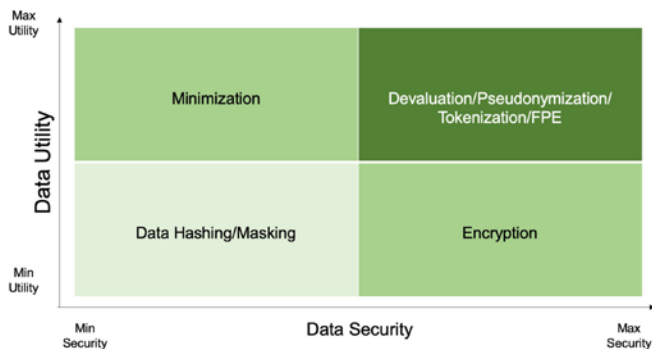 Max
Utility
Data Utility
Min
Utility
Minimization
Devaluation/Pseudonymization/
Tokenization/FPE
Data Hashing/Masking
Encryption
Min
Security
Data Security
Max
Security